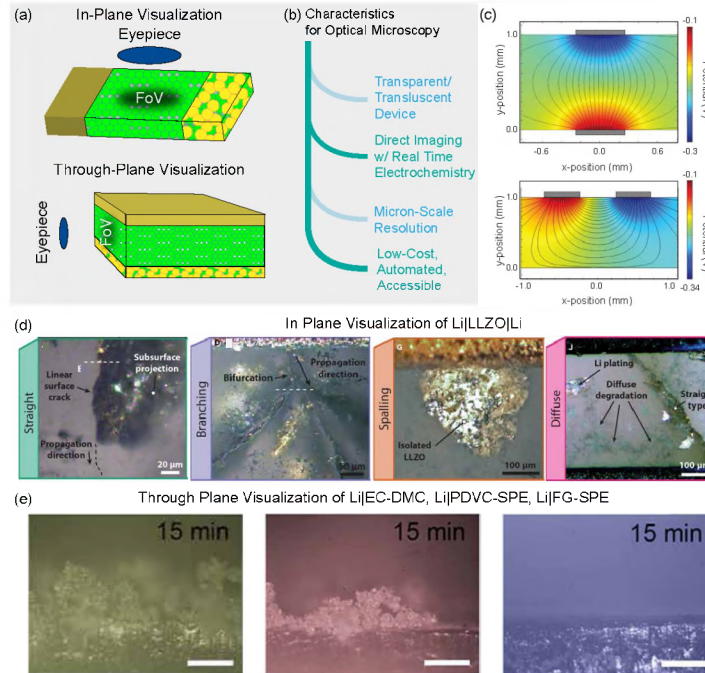 (a)
In-Plane Visualization
Eyepiece
FoV
Through-Plane Visualization
Eyepiece
FoV
(b)
Characteristics
for Optical Microscopy
Transparent/
Transluscent
Device
Direct Imaging
w/ Real Time
Electrochemistry
Micron-Scale
Resolution
Low-Cost,
Automated,
Accessible
(c)
y-position (mm)
1.0
0.0
-0.6
0.0
0.6
x-position (mm)
-0.1
-0.3
y-position (mm)
1.0
0.0
-1.0
0.0
1.0
x-position (mm)
-0.1
-0.34
(d)
In Plane Visualization of Li|LLZO|Li
Straight
Linear
surface
crack
E
Subsurface
projection
Propagation
direction
20 µm
Branching
Bifurcation
Propagation
direction
Spalling
G
Isolated
LLZO
100 µm
Diffuse
J
Li plating
Diffuse
degradation
type
100 µm
(e)
Through Plane Visualization of Li|EC-DMC, Li|PDVC-SPE, Li|FG-SPE
15 min
15 min
15 min